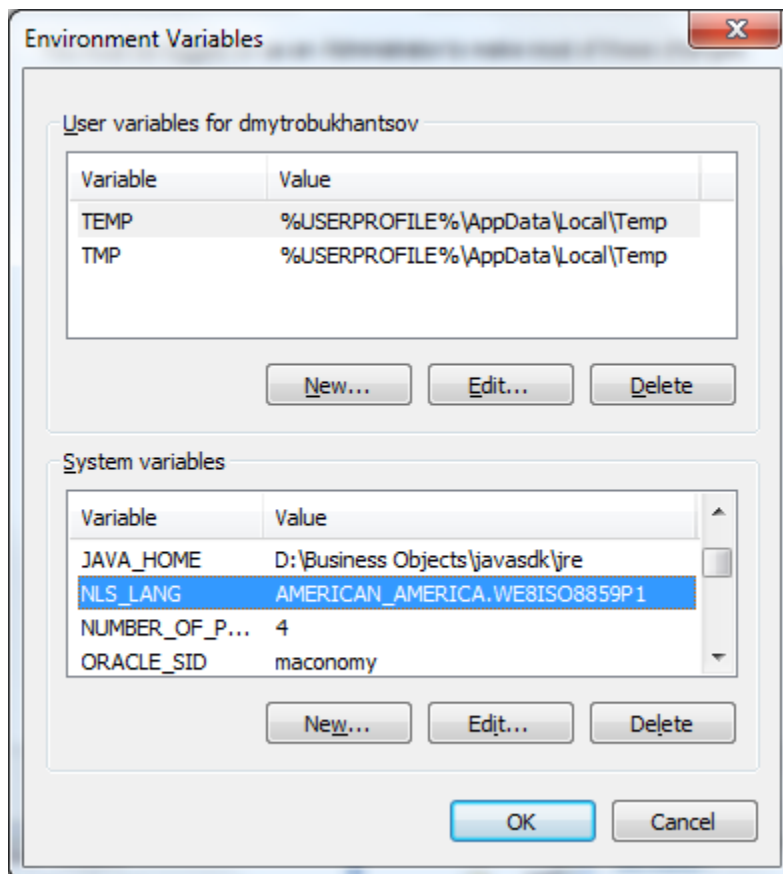 Environment Variables
User variables for dmytrobukhantsov
Variable Value
TEMP %USERPROFILE%\AppData\Local\Temp
TMP %USERPROFILE%\AppData\Local\Temp
New... Edit... Delete
System variables
Variable Value
JAVA_HOME D:\Business Objects\javasdk\jre
NLS_LANG AMERICAN_AMERICA.WE8ISO8859P1
NUMBER_OF_P... 4
ORACLE_SID maconomy
New... Edit... Delete
OK Cancel